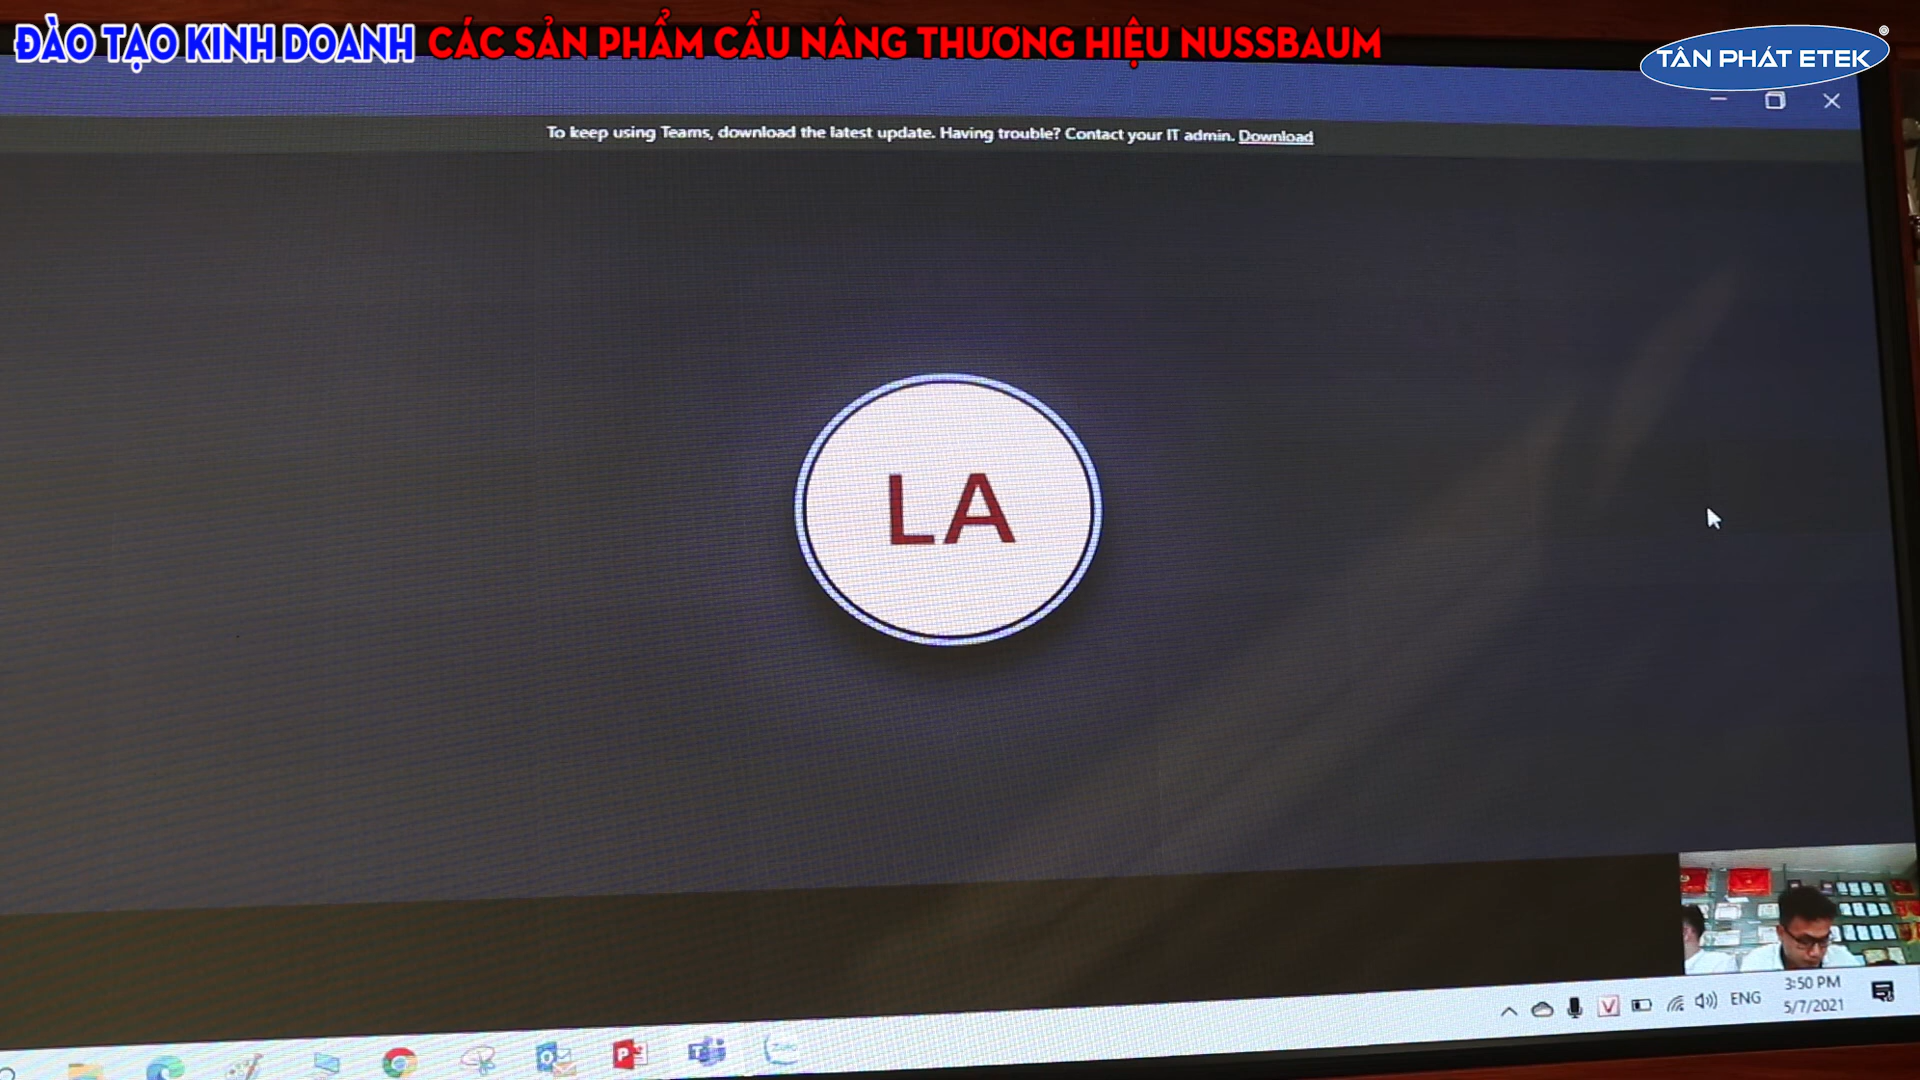 ĐÀO TẠO KINH DOANH CÁC SẢN PHẨM CẦU NÂNG THƯƠNG HIỆU NUSSBAUM
TÂN PHÁT ETEK
To keep using Teams, download the latest update. Having trouble? Contact your IT admin. Download
LA
3:50 PM
ENG
5/7/2021
Zalo